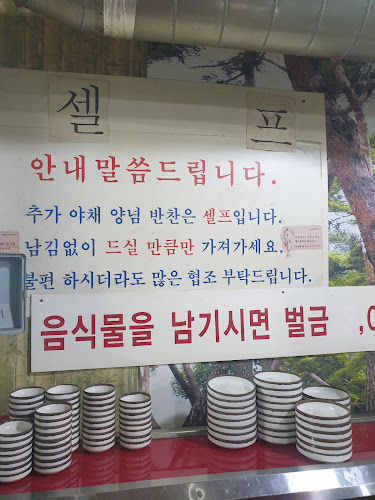 셀 프
안내말씀드립니다.
추가 야채 양념 반찬은 셀프입니다.
남김없이 드실 만큼만 가져가세요.
불편 하시더라도 많은 협조 부탁드립니다.
음식물을 남기시면 벌금